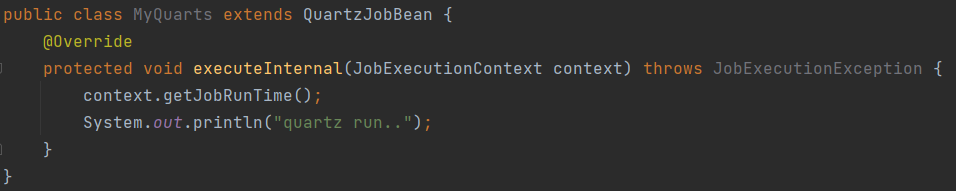 public class MyQuarts extends QuartzJobBean {
    @Override
    protected void executeInternal(JobExecutionContext context) throws JobExecutionException {
        context.getJobRunTime();
        System.out.println("quartz run..");
    }
}